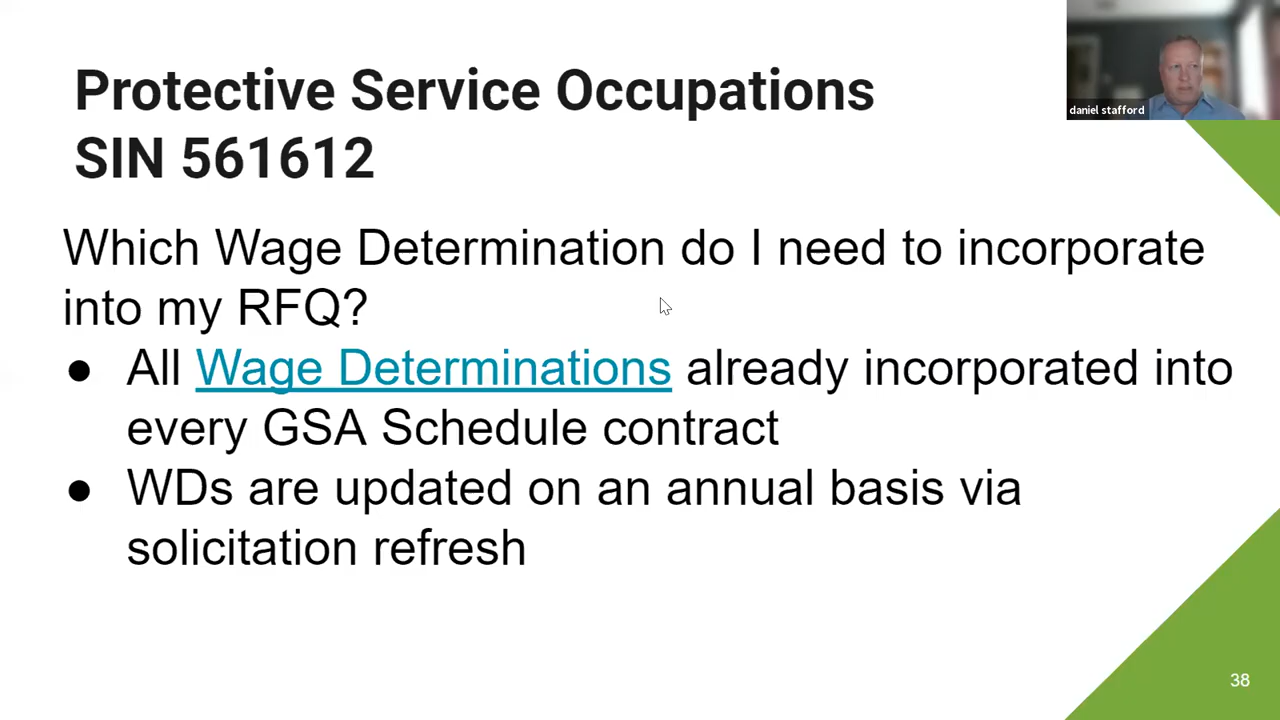 Protective Service Occupations
SIN 561612
daniel stafford
Which Wage Determination do I need to incorporate
into my RFQ?
● All Wage Determinations already incorporated into
every GSA Schedule contract
● WDs are updated on an annual basis via
solicitation refresh
38